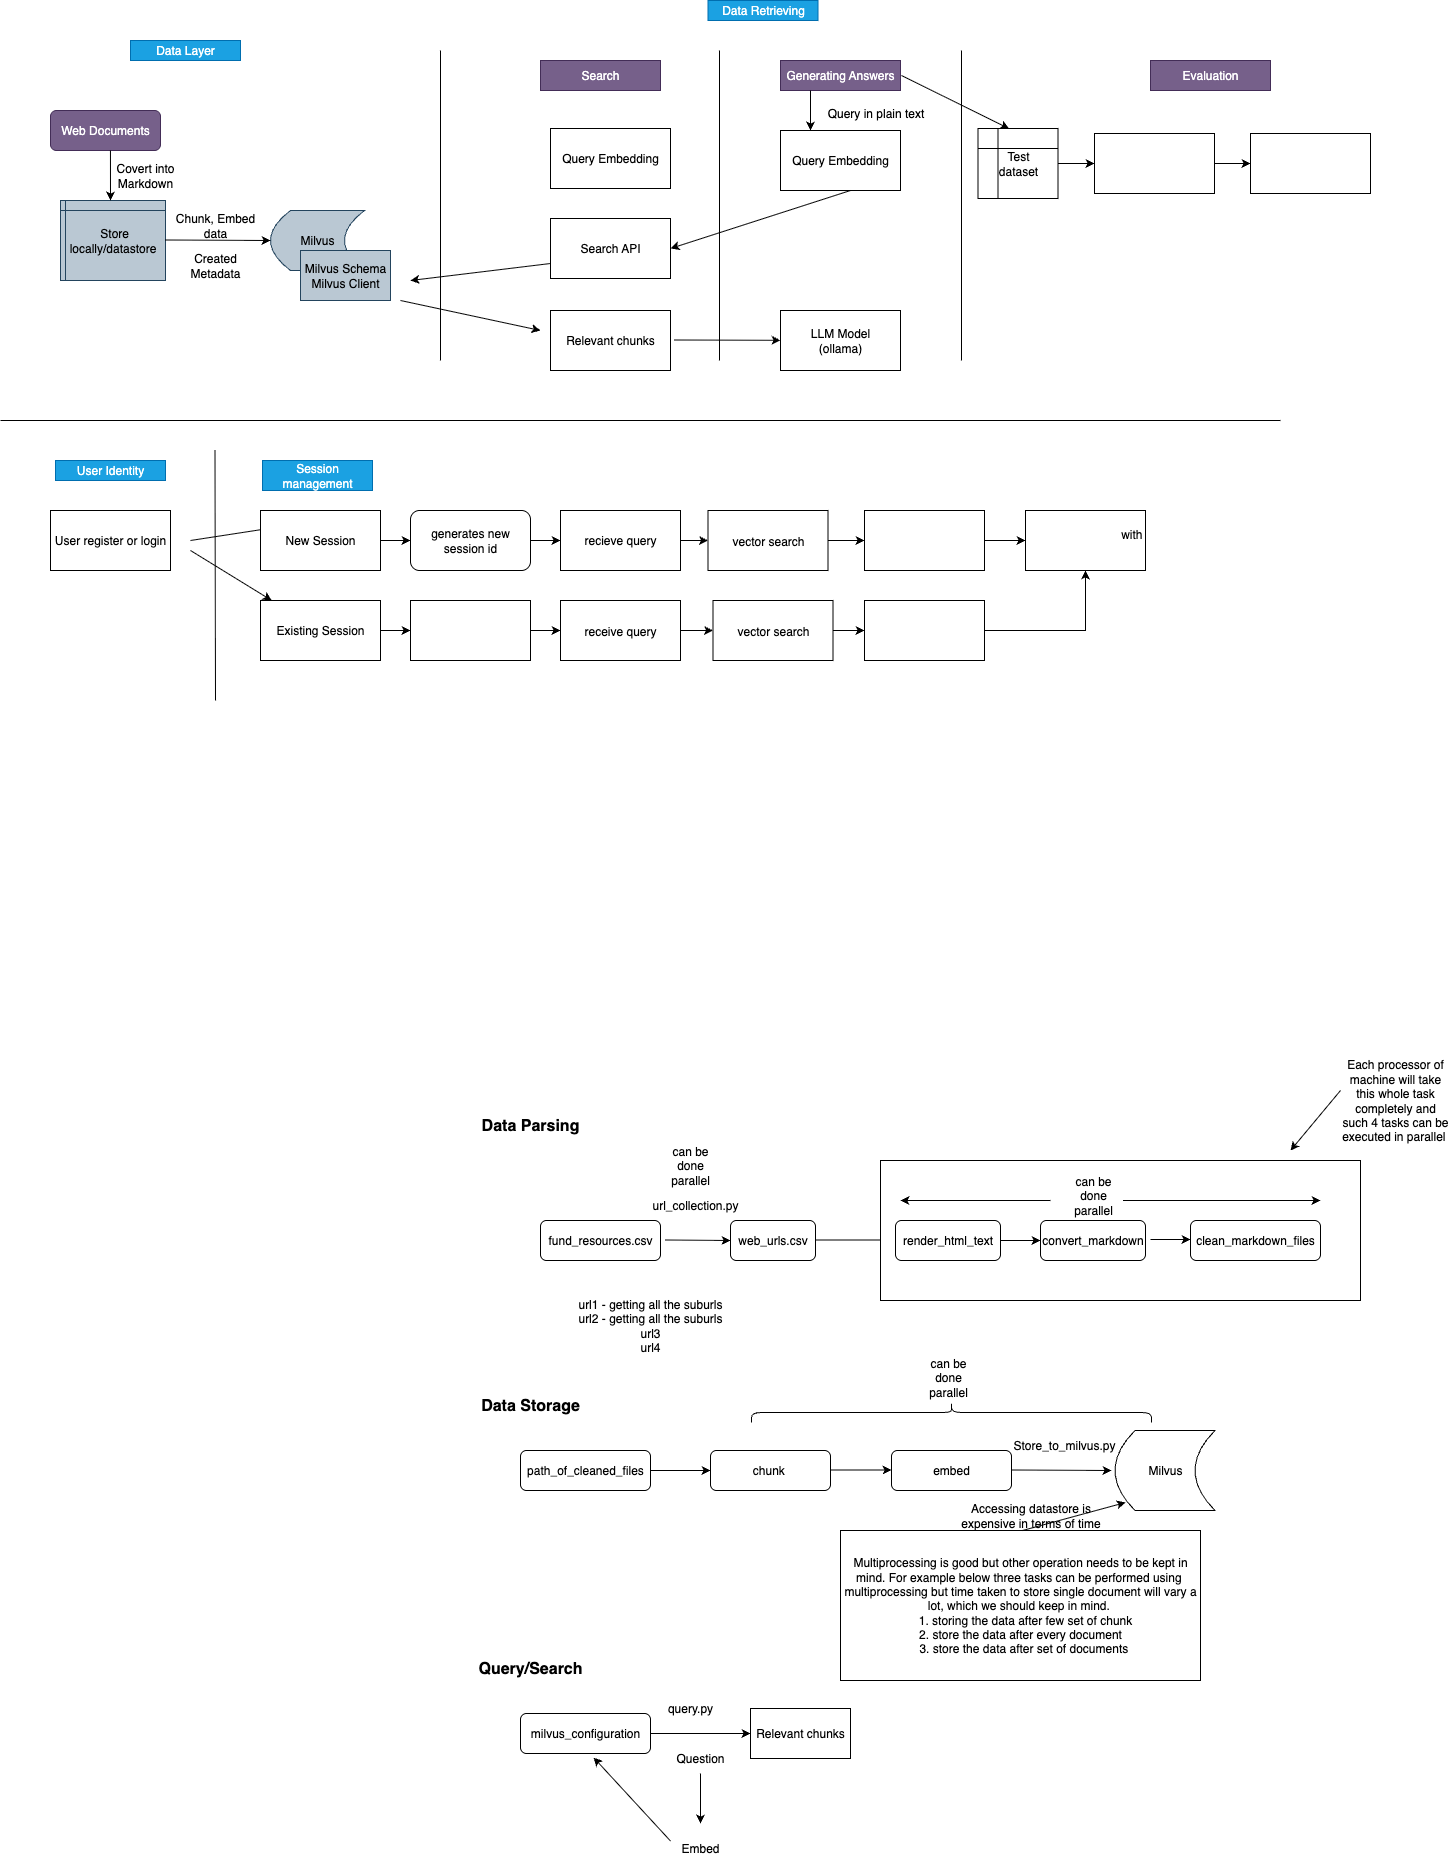 Data Retrieving
Data Layer
Search
Generating Answers
Evaluation
Web Documents
Query in plain text
Covert into
Markdown
Query Embedding
Query Embedding
Test
dataset
Store
locally/datastore
Chunk, Embed
data
Created
Metadata
Milvus
Milvus Schema
Milvus Client
Search API
Relevant chunks
LLM Model
(ollama)
User Identity
Session
management
User register or login
New Session
generates new
session id
recieve query
vector search
with
Existing Session
receive query
vector search
Each processor of
machine will take
this whole task
completely and
such 4 tasks can be
executed in parallel
Data Parsing
can be
done
parallel
url_collection.py
can be
done
parallel
fund_resources.csv
web_urls.csv
render_html_text
convert_markdown
clean_markdown_files
url1 - getting all the suburls
url2 - getting all the suburls
url3
url4
can be
done
parallel
Data Storage
Store_to_milvus.py
path_of_cleaned_files
chunk
embed
Milvus
Accessing datastore is
expensive in terms of time
Multiprocessing is good but other operation needs to be kept in
mind. For example below three tasks can be performed using
multiprocessing but time taken to store single document will vary a
lot, which we should keep in mind.
1. storing the data after few set of chunk
2. store the data after every document
3. store the data after set of documents
Query/Search
query.py
milvus_configuration
Relevant chunks
Question
Embed